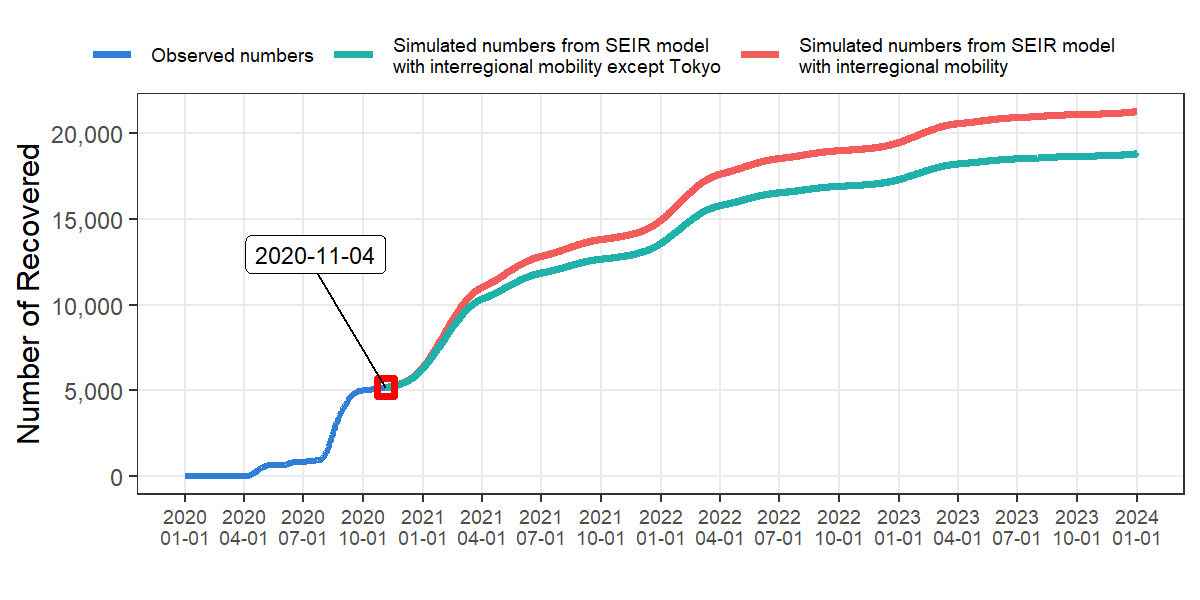 Observed numbers
Simulated numbers from SEIR model
with interregional mobility except Tokyo
Simulated numbers from SEIR model
with interregional mobility
Number of Recovered
20,000
15,000
10,000
5,000
0
2020-11-04
2020 2020 2020 2020 2021 2021 2021 2021 2022 2022 2022 2022 2023 2023 2023 2023 2024
01-01 04-01 07-01 10-01 01-01 04-01 07-01 10-01 01-01 04-01 07-01 10-01 01-01 04-01 07-01 10-01 01-01